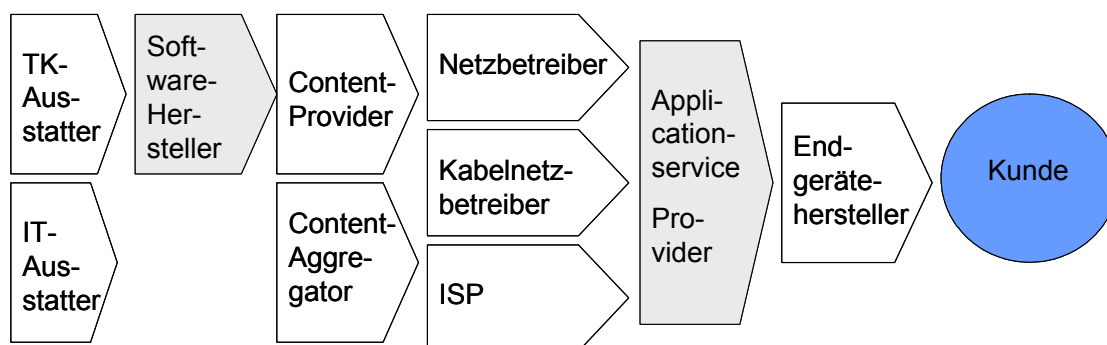 TK-
Aus-
statter
Soft-
ware-
Her-
steller
Content-
Provider
Netzbetreiber
Kabelnetz-
betreiber
Appli-
cation-
service
Pro-
vider
End-
geräte-
hersteller
Kunde
IT-
Aus-
statter
Content-
Aggre-
gator
ISP